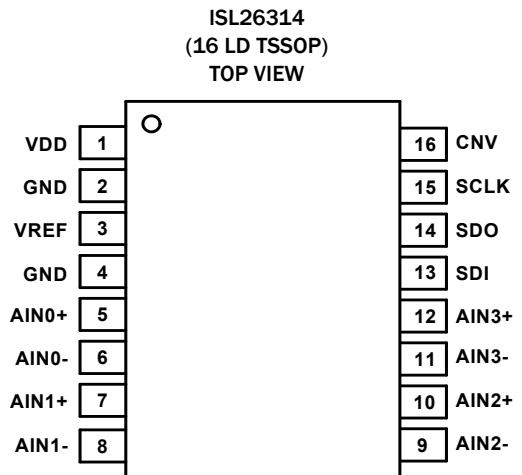 ISL26314
(16 LD TSSOP)
TOP VIEW
VDD 1 16 CNV
GND 2 15 SCLK
VREF 3 14 SDO
GND 4 13 SDI
AIN0+ 5 12 AIN3+
AIN0- 6 11 AIN3-
AIN1+ 7 10 AIN2+
AIN1- 8 9 AIN2-